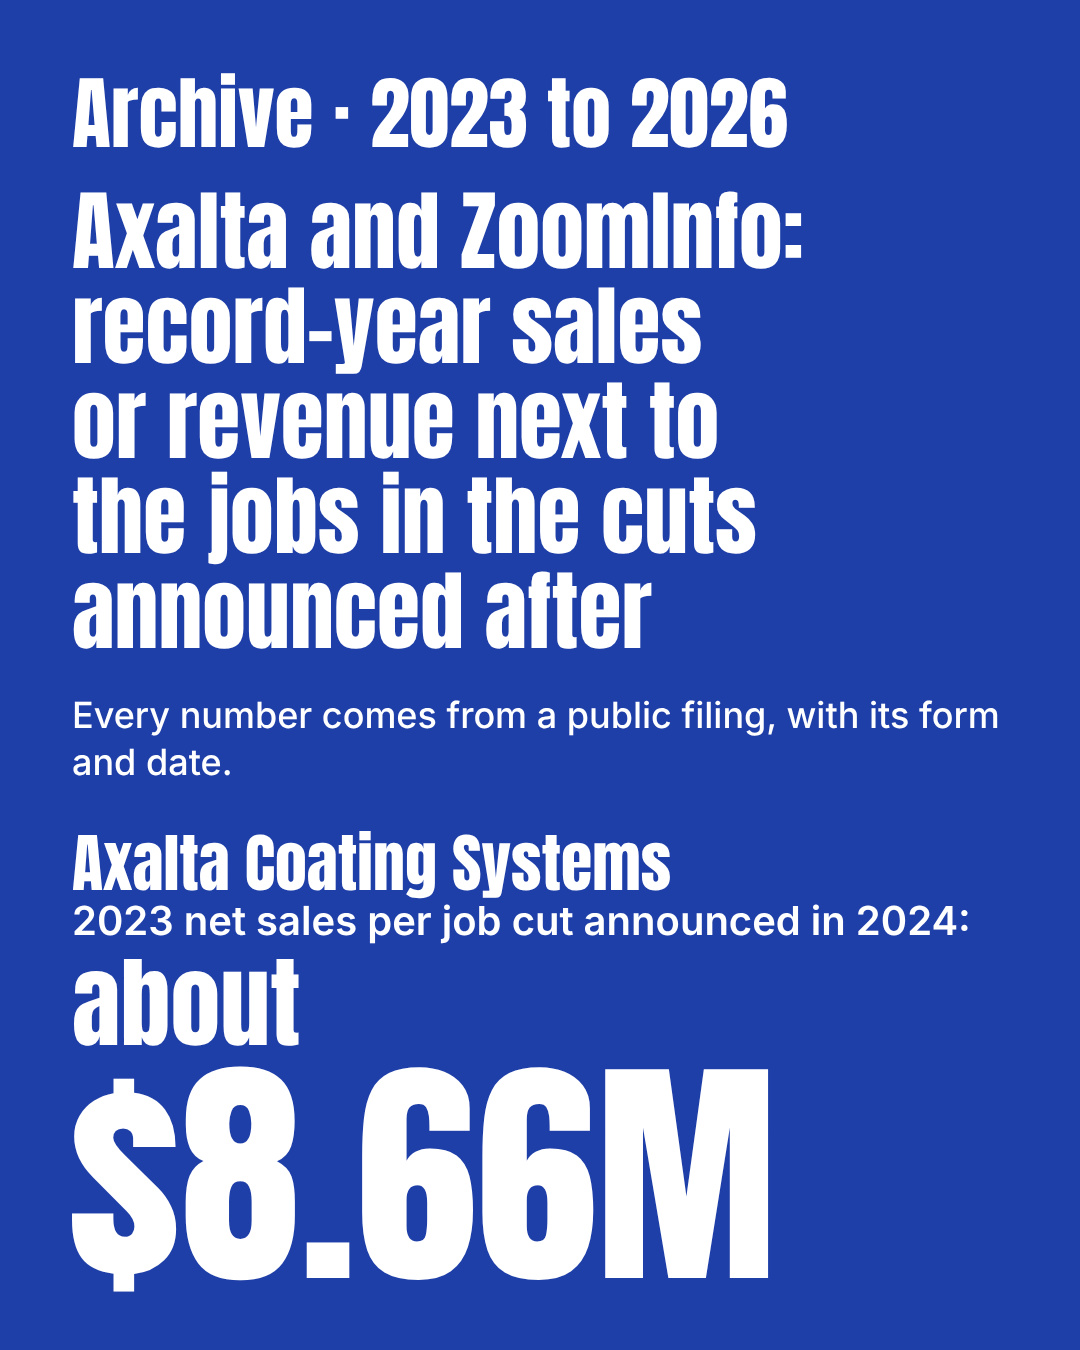 Archive · 2023 to 2026
Axalta and ZoomInfo:
record-year sales
or revenue next to
the jobs in the cuts
announced after
Every number comes from a public filing, with its form
and date.
Axalta Coating Systems
2023 net sales per job cut announced in 2024:
about
$8.66M